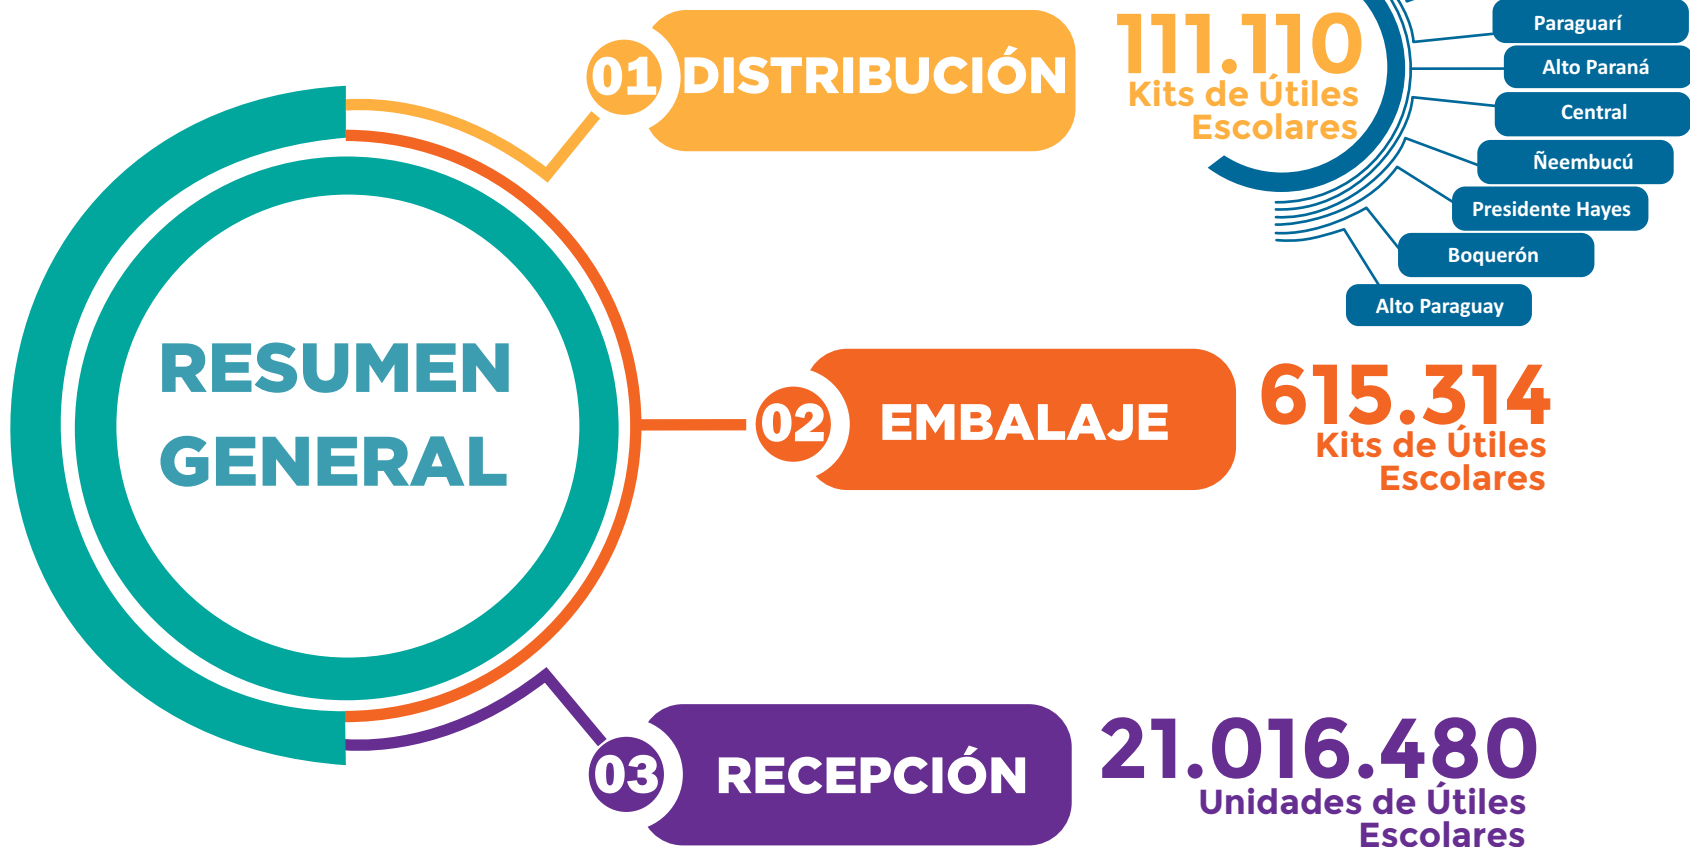 01
DISTRIBUCIÓN
111.110
Kits de Útiles
Escolares
Paraguarí
Alto Paraná
Central
Ñeembucú
Presidente Hayes
Boquerón
Alto Paraguay
RESUMEN
GENERAL
02
EMBALAJE
615.314
Kits de Útiles
Escolares
03
RECEPCIÓN
21.016.480
Unidades de Útiles
Escolares